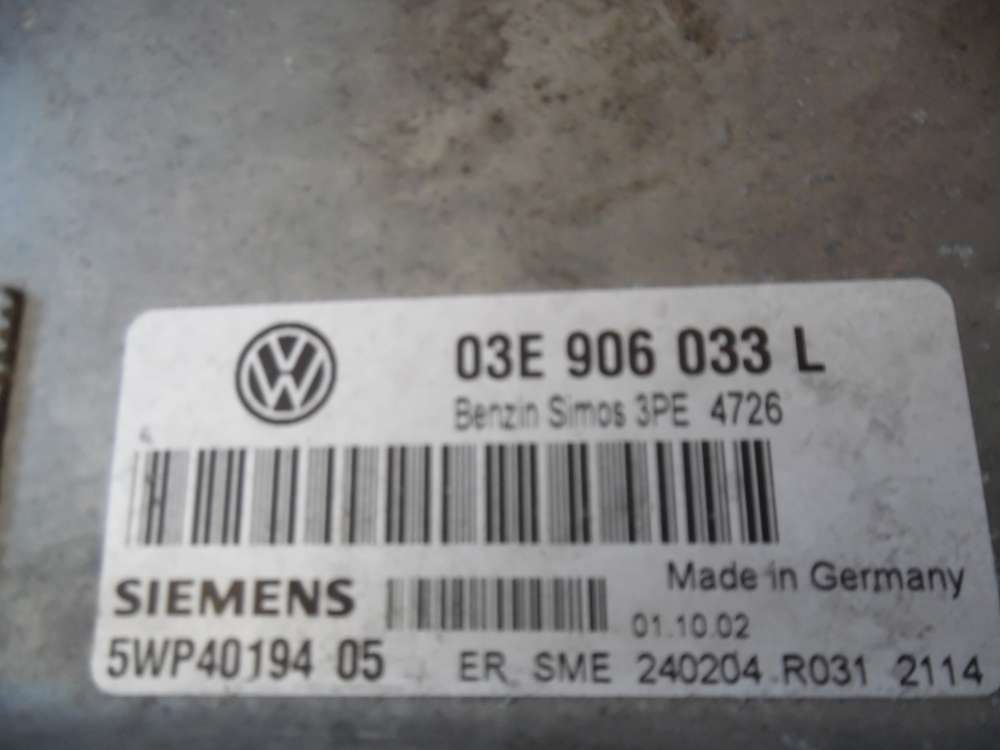 03E 906 033 L
Benzin Simos 3PE 4726
Made in Germany
SIEMENS
01.10.02
5WP40194 05
ER SME 240204 R031 2114